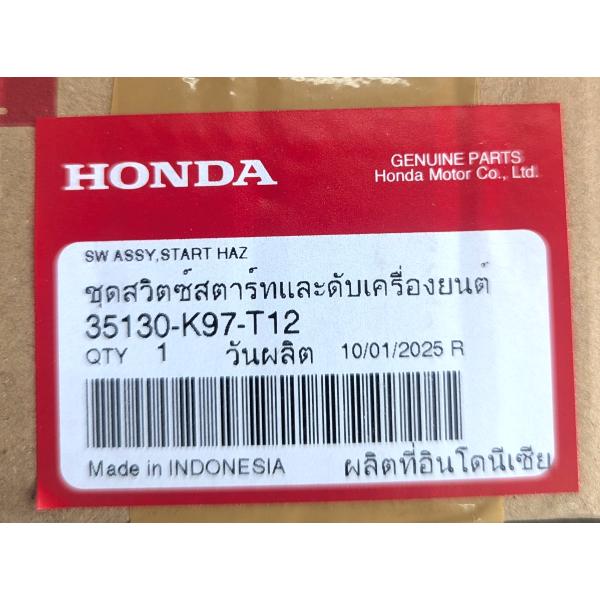 HONDA
GENUINE PARTS
Honda Motor Co., Ltd.
SW ASSY,START HAZ
ชุดสวิตซ์สตาร์ทและดับเครื่องยนต์
35130-K97-T12
QTY 1 วันผลิต 10/01/2025 R
Made in INDONESIA ผลิตที่อินโดนีเซีย